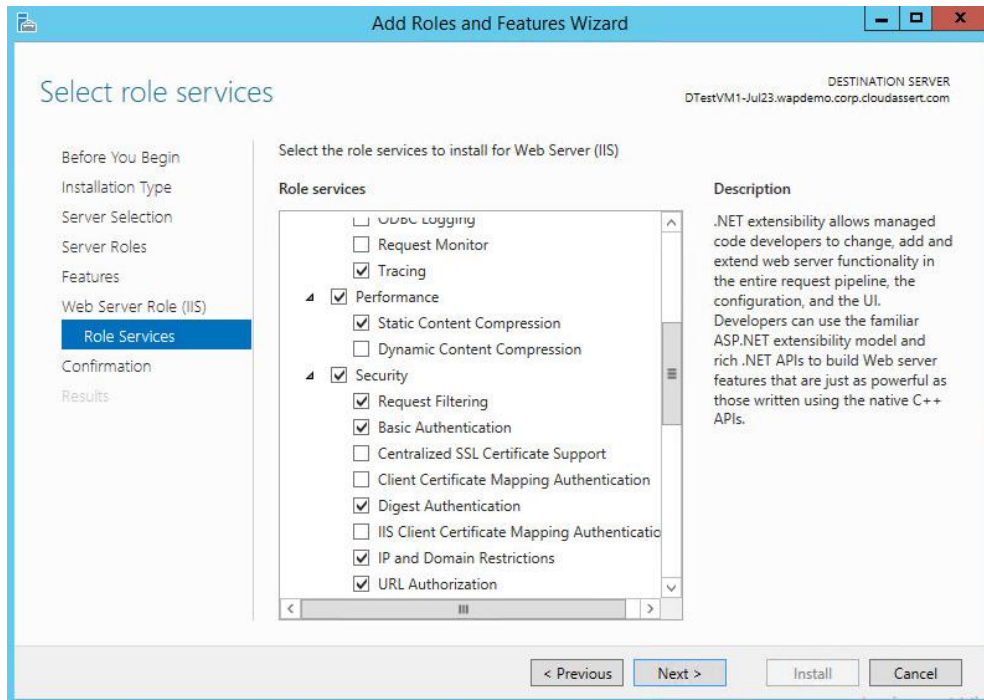 Add Roles and Features Wizard
Select role services
DESTINATION SERVER
DTestVM1-Jul23.wapdemo.corp.cloudassert.com
Before You Begin
Installation Type
Server Selection
Server Roles
Features
Web Server Role (IIS)
Role Services
Confirmation
Results
Select the role services to install for Web Server (IIS)
Role services
ODBC Logging
Request Monitor
Tracing
Performance
Static Content Compression
Dynamic Content Compression
Security
Request Filtering
Basic Authentication
Centralized SSL Certificate Support
Client Certificate Mapping Authentication
Digest Authentication
IIS Client Certificate Mapping Authenticatio
IP and Domain Restrictions
URL Authorization
Description
.NET extensibility allows managed
code developers to change, add and
extend web server functionality in
the entire request pipeline, the
configuration, and the UI.
Developers can use the familiar
ASP.NET extensibility model and
rich .NET APIs to build Web server
features that are just as powerful as
those written using the native C++
APIs.
< Previous
Next >
Install
Cancel